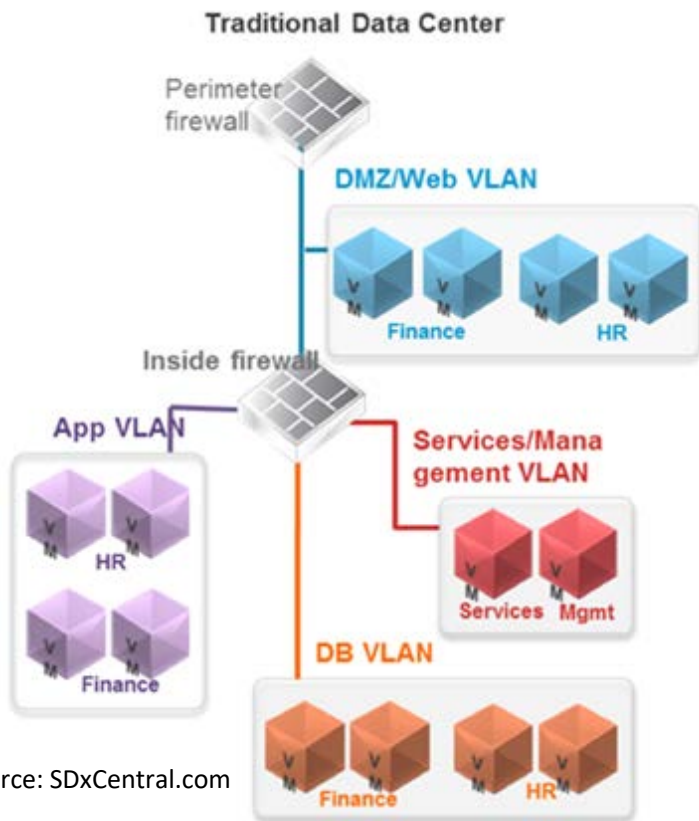 Traditional Data Center
Perimeter
firewall
DMZ/Web VLAN
V
M
V
M
V
M
V
M
Finance
HR
Inside firewall
App VLAN
V
M
V
M
HR
V
M
V
M
Finance
Services/Mana
gement VLAN
V
M
V
M
Services
Mgmt
DB VLAN
V
M
V
M
V
M
V
M
Finance
HR
rce: SDxCentral.com